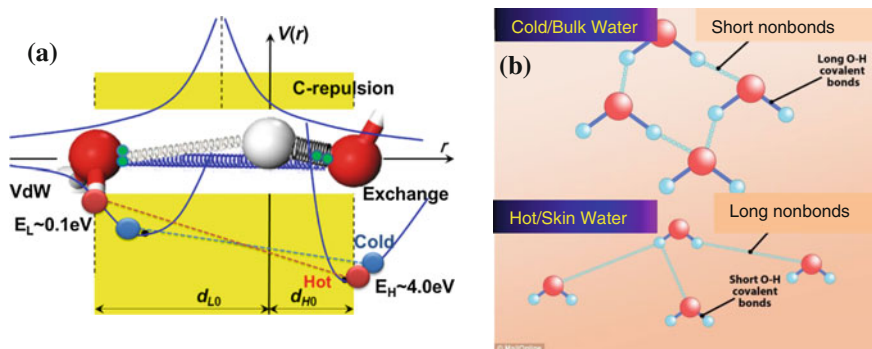 (a)
V(r)
C-repulsion
r
VdW
Exchange
E_L~0.1eV
Cold
Hot
E_H~4.0eV
d_L0
d_H0
Cold/Bulk Water
Short nonbonds
(b)
Long O-H
covalent
bonds
Hot/Skin Water
Long nonbonds
Short O-H
covalent
bonds